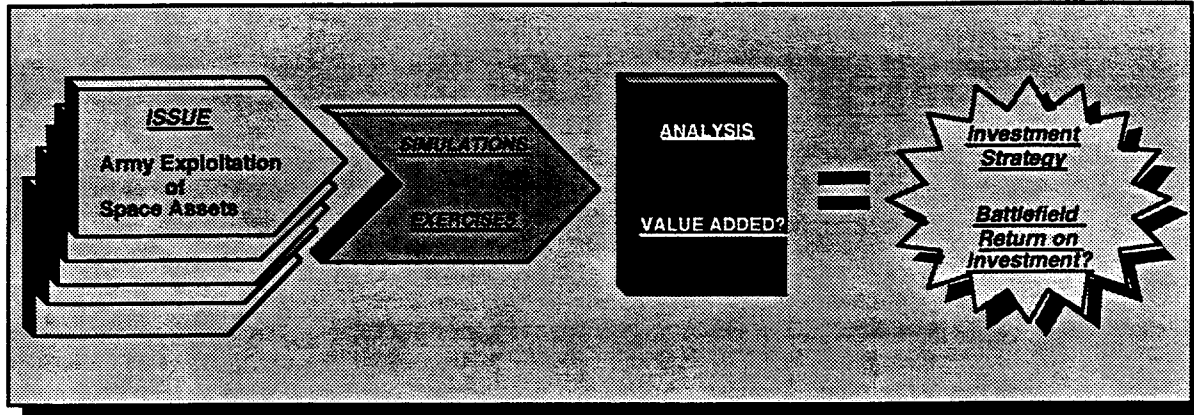 ISSUE
Army Exploitation
of
Space Assets
SIMULATIONS
EXERCISES
ANALYSIS
VALUE ADDED?
Investment
Strategy
Battlefield
Return on
Investment?